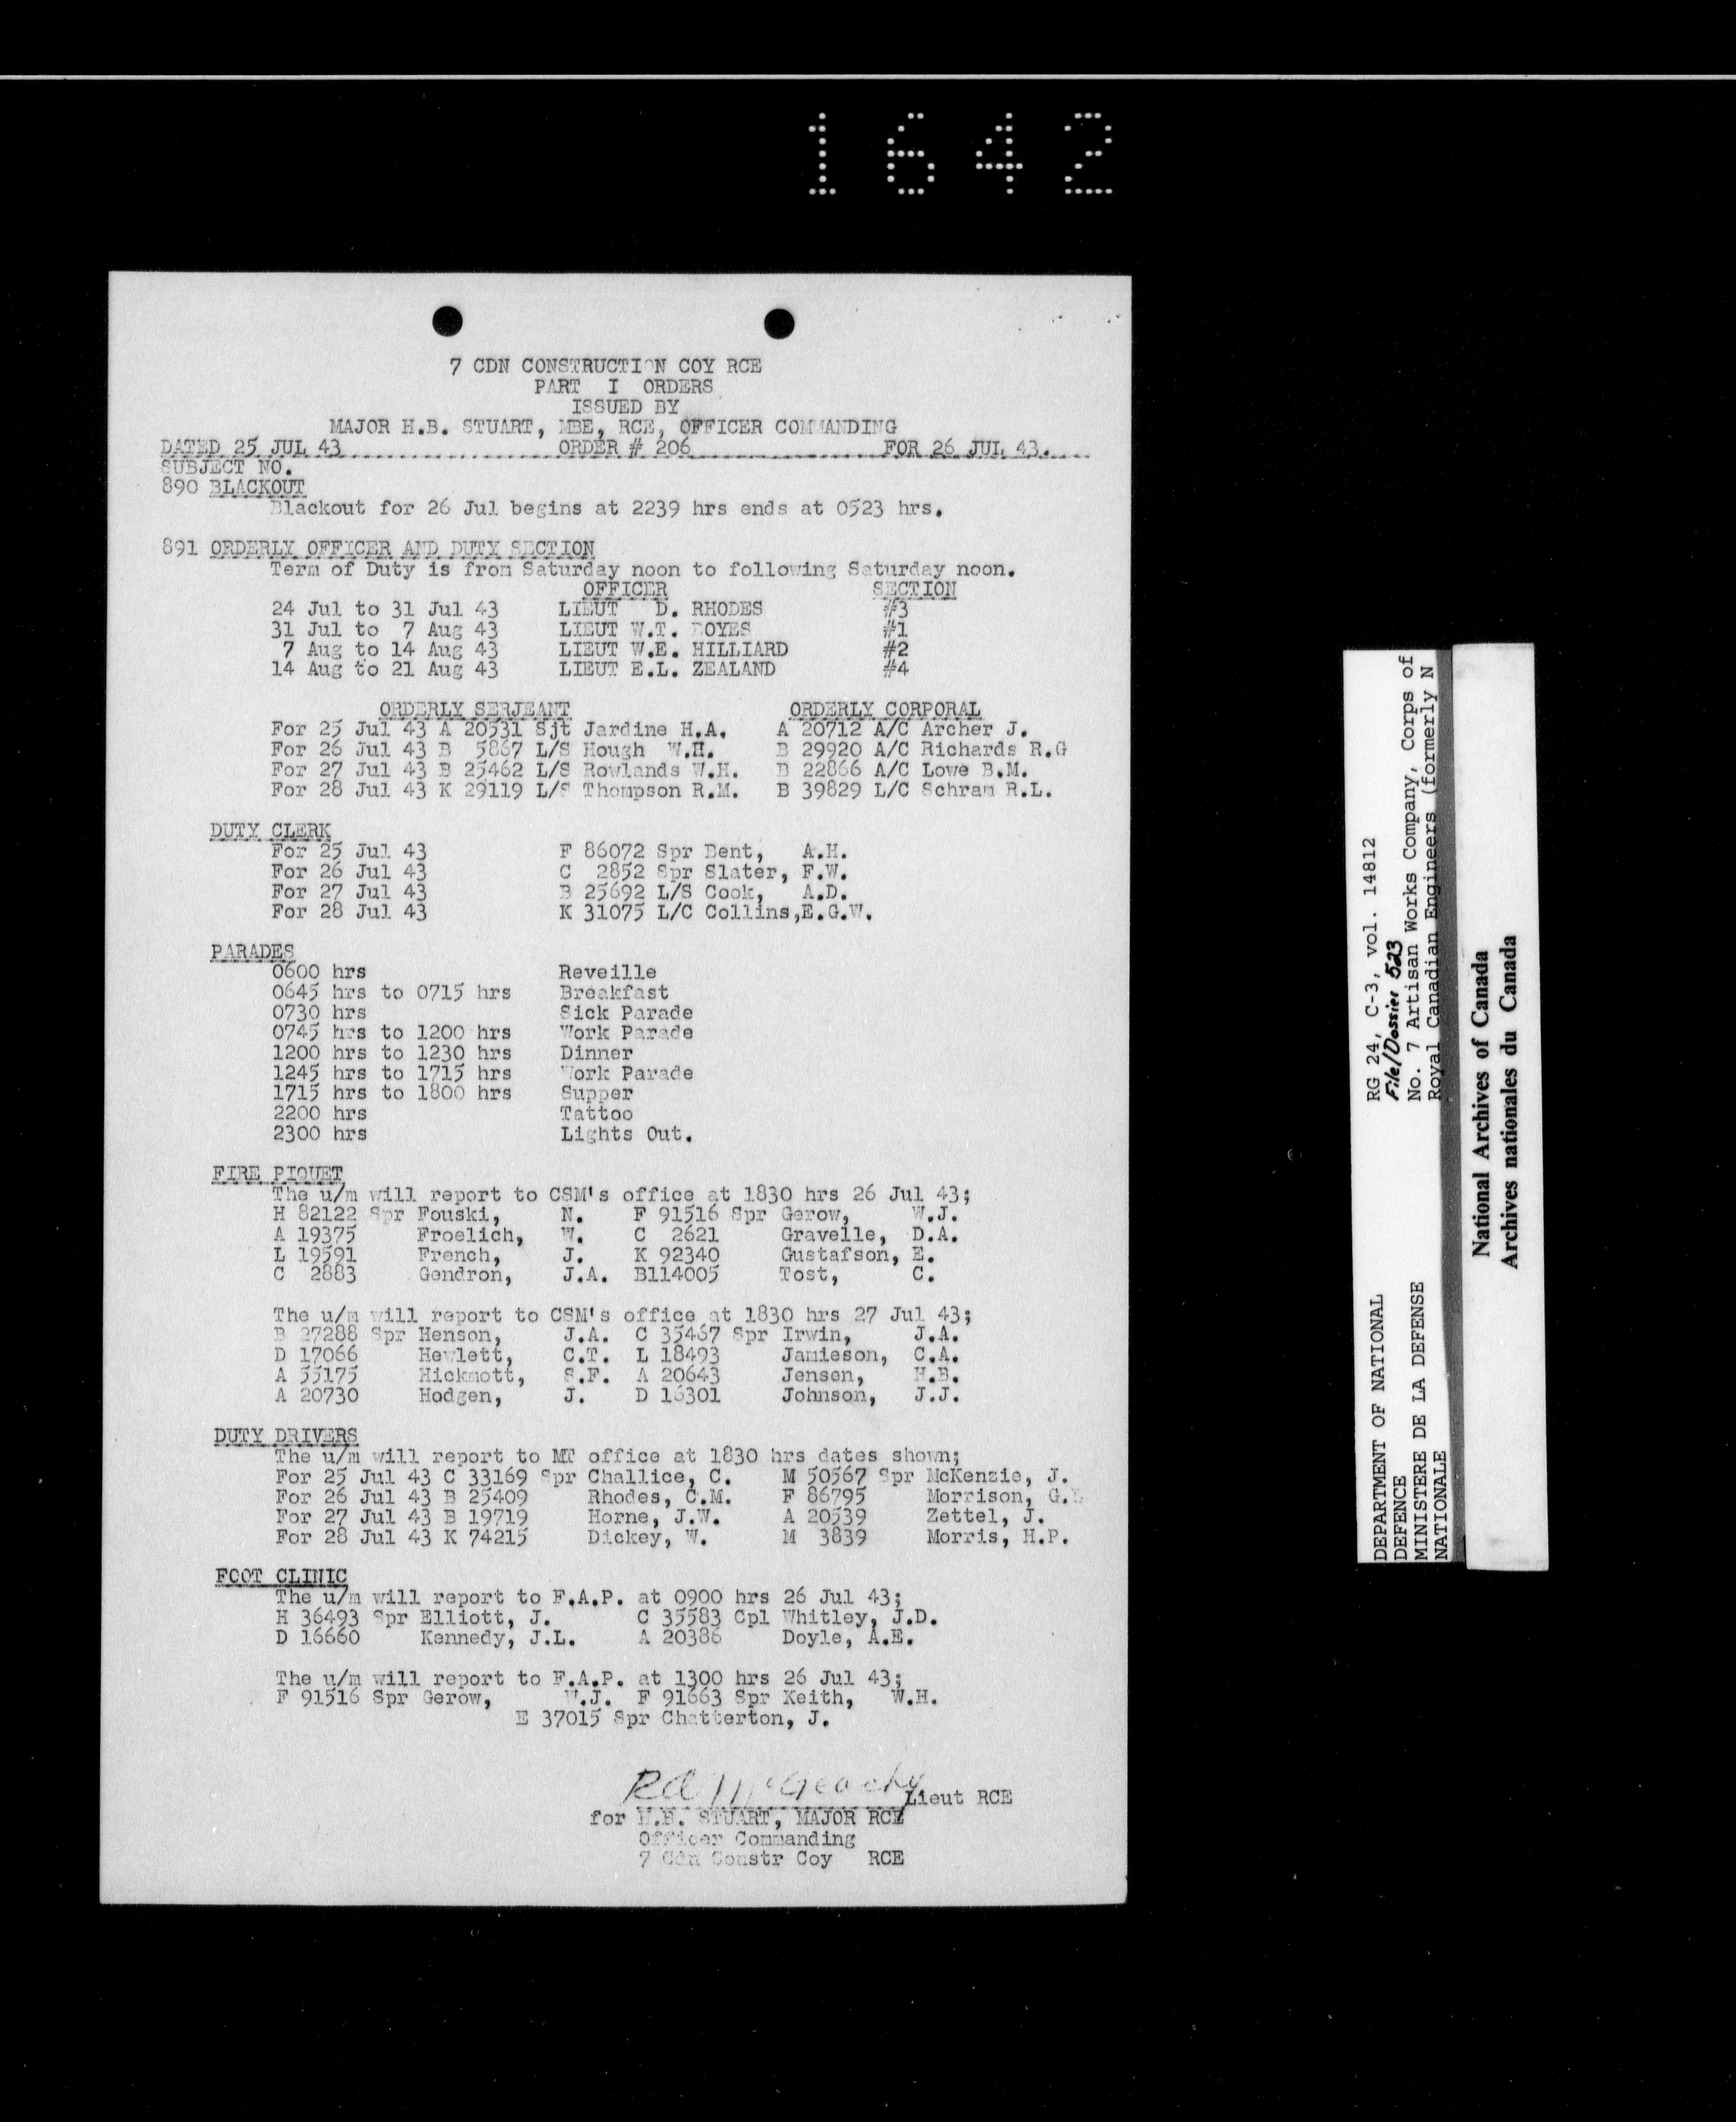 1642
7 CDN CONSTRUCTION COY RCE
PART I ORDERS
ISSUED BY
MAJOR H.B. STUART, MBE, RCE, OFFICER COMMANDING
DATED 25 JUL 43 ORDER # 206 FOR 26 JUL 43.
SUBJECT NO.
890 BLACKOUT
Blackout for 26 Jul begins at 2239 hrs ends at 0523 hrs.
891 ORDERLY OFFICER AND DUTY SECTION
Term of Duty is from Saturday noon to following Saturday noon.
OFFICER SECTION
24 Jul to 31 Jul 43 LIEUT D. RHODES #3
31 Jul to 7 Aug 43 LIEUT W.T. BOYES #1
7 Aug to 14 Aug 43 LIEUT W.E. HILLIARD #2
14 Aug to 21 Aug 43 LIEUT E.L. ZEALAND #4
ORDERLY SERJEANT ORDERLY CORPORAL
For 25 Jul 43 A 20531 Sjt Jardine H.A. A 20712 A/C Archer J.
For 26 Jul 43 B 5867 L/S Hough W.H. B 29920 A/C Richards R.G
For 27 Jul 43 B 25462 L/S Rowlands W.H. B 22866 A/C Lowe B.M.
For 28 Jul 43 K 29119 L/S Thompson R.M. B 39829 L/C Schram R.L.
DUTY CLERK
For 25 Jul 43 F 86072 Spr Bent, A.H.
For 26 Jul 43 C 2852 Spr Slater, F.W.
For 27 Jul 43 B 25692 L/S Cook, A.D.
For 28 Jul 43 K 31075 L/C Collins,E.G.W.
PARADES
0600 hrs Reveille
0645 hrs to 0715 hrs Breakfast
0730 hrs Sick Parade
0745 hrs to 1200 hrs Work Parade
1200 hrs to 1230 hrs Dinner
1245 hrs to 1715 hrs Work Parade
1715 hrs to 1800 hrs Supper
2200 hrs Tattoo
2300 hrs Lights Out.
FIRE PIQUET
The u/m will report to CSM's office at 1830 hrs 26 Jul 43;
H 82122 Spr Fouski, N. F 91516 Spr Gerow, W.J.
A 19375 Froelich, W. C 2621 Gravelle, D.A.
L 19591 French, J. K 92340 Gustafson, E.
C 2883 Gendron, J.A. B114005 Tost, C.
The u/m will report to CSM's office at 1830 hrs 27 Jul 43;
B 27288 Spr Henson, J.A. C 35467 Spr Irwin, J.A.
D 17066 Hewlett, C.T. L 18493 Jamieson, C.A.
A 55175 Hickmott, S.F. A 20643 Jensen, H.B.
A 20730 Hodgen, J. D 16301 Johnson, J.J.
DUTY DRIVERS
The u/m will report to MT office at 1830 hrs dates shown;
For 25 Jul 43 C 33169 Spr Challice, C. M 50567 Spr McKenzie, J.
For 26 Jul 43 B 25409 Rhodes, C.M. F 86795 Morrison, G.
For 27 Jul 43 B 19719 Horne, J.W. A 20539 Zettel, J.
For 28 Jul 43 K 74215 Dickey, W. M 3839 Morris, H.P.
FOOT CLINIC
The u/m will report to F.A.P. at 0900 hrs 26 Jul 43;
H 36493 Spr Elliott, J. C 35583 Cpl Whitley, J.D.
D 16660 Kennedy, J.L. A 20386 Doyle, A.E.
The u/m will report to F.A.P. at 1300 hrs 26 Jul 43;
F 91516 Spr Gerow, W.J. F 91663 Spr Keith, W.H.
E 37015 Spr Chatterton, J.
McGeachy Lieut RCE
for H.B. STUART, MAJOR RCE
Officer Commanding
7 Cdn Constr Coy RCE
DEPARTMENT OF NATIONAL DEFENCE
MINISTERE DE LA DEFENSE NATIONALE
RG 24, C-3, vol. 14812
File/Dossier 523
No. 7 Artisan Works Company, Corps of
Royal Canadian Engineers (formerly N
National Archives of Canada
Archives nationales du Canada